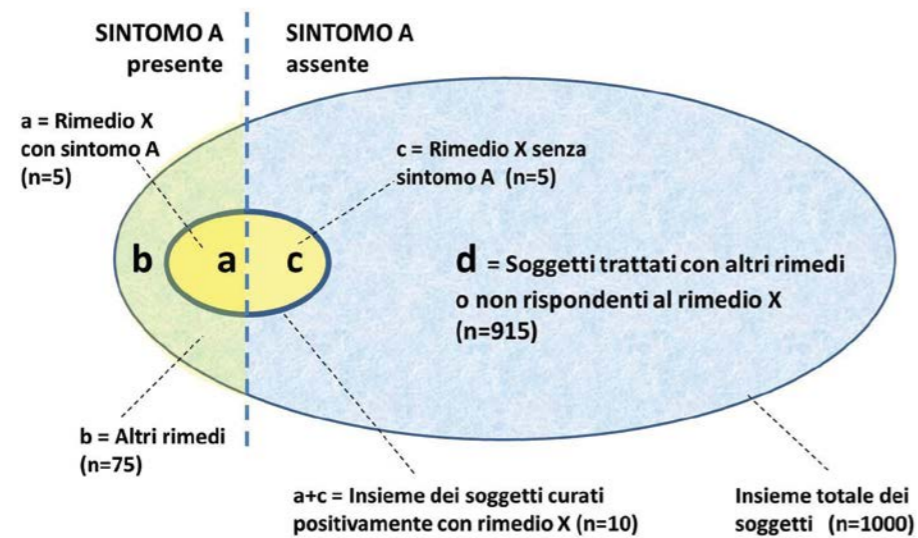 SINTOMO A
presente
SINTOMO A
assente
a = Rimedio X
con sintomo A
(n=5)
c = Rimedio X senza
sintomo A (n=5)
b
a
c
d = Soggetti trattati con altri rimedi
o non rispondenti al rimedio X
(n=915)
b = Altri rimedi
(n=75)
a+c = Insieme dei soggetti curati
positivamente con rimedio X (n=10)
Insieme totale dei
soggetti (n=1000)